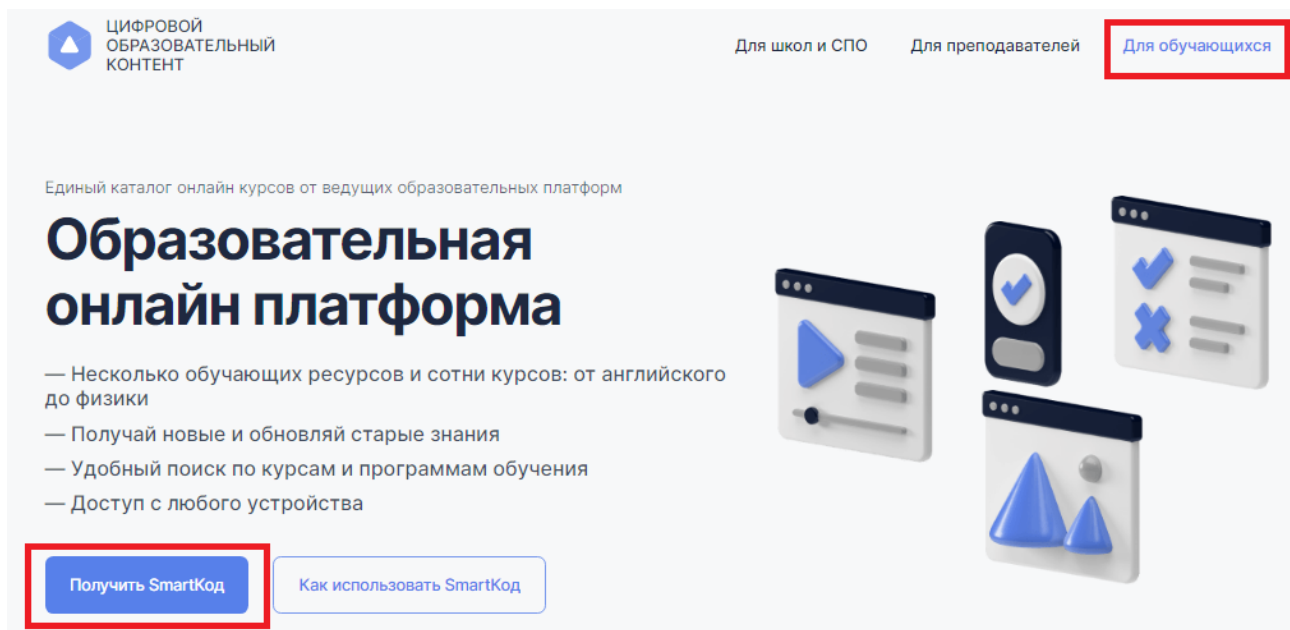 ЦИФРОВОЙ
ОБРАЗОВАТЕЛЬНЫЙ
КОНТЕНТ
Для школ и СПО
Для преподавателей
Для обучающихся
Единый каталог онлайн курсов от ведущих образовательных платформ
Образовательная
онлайн платформа
— Несколько обучающих ресурсов и сотни курсов: от английского
до физики
— Получай новые и обновляй старые знания
— Удобный поиск по курсам и программам обучения
— Доступ с любого устройства
Получить SmartКод
Как использовать SmartКод